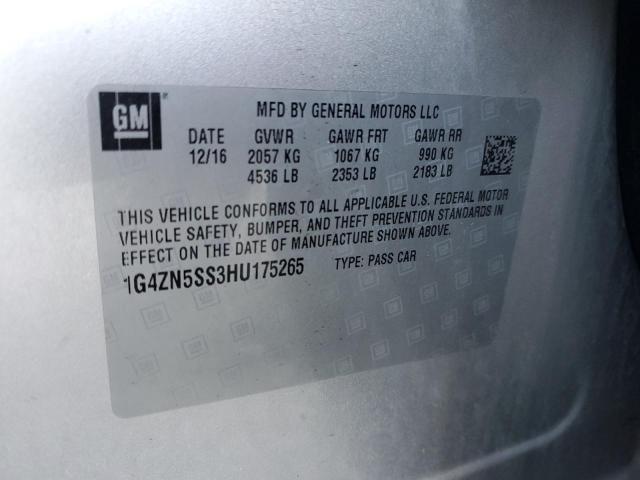 GM
MFD BY GENERAL MOTORS LLC
DATE GVWR GAWR FRT GAWR RR
12/16 2057 KG 1067 KG 990 KG
4536 LB 2353 LB 2183 LB
THIS VEHICLE CONFORMS TO ALL APPLICABLE U.S. FEDERAL MOTOR
VEHICLE SAFETY, BUMPER, AND THEFT PREVENTION STANDARDS IN
EFFECT ON THE DATE OF MANUFACTURE SHOWN ABOVE.
1G4ZN5SS3HU175265 TYPE: PASS CAR